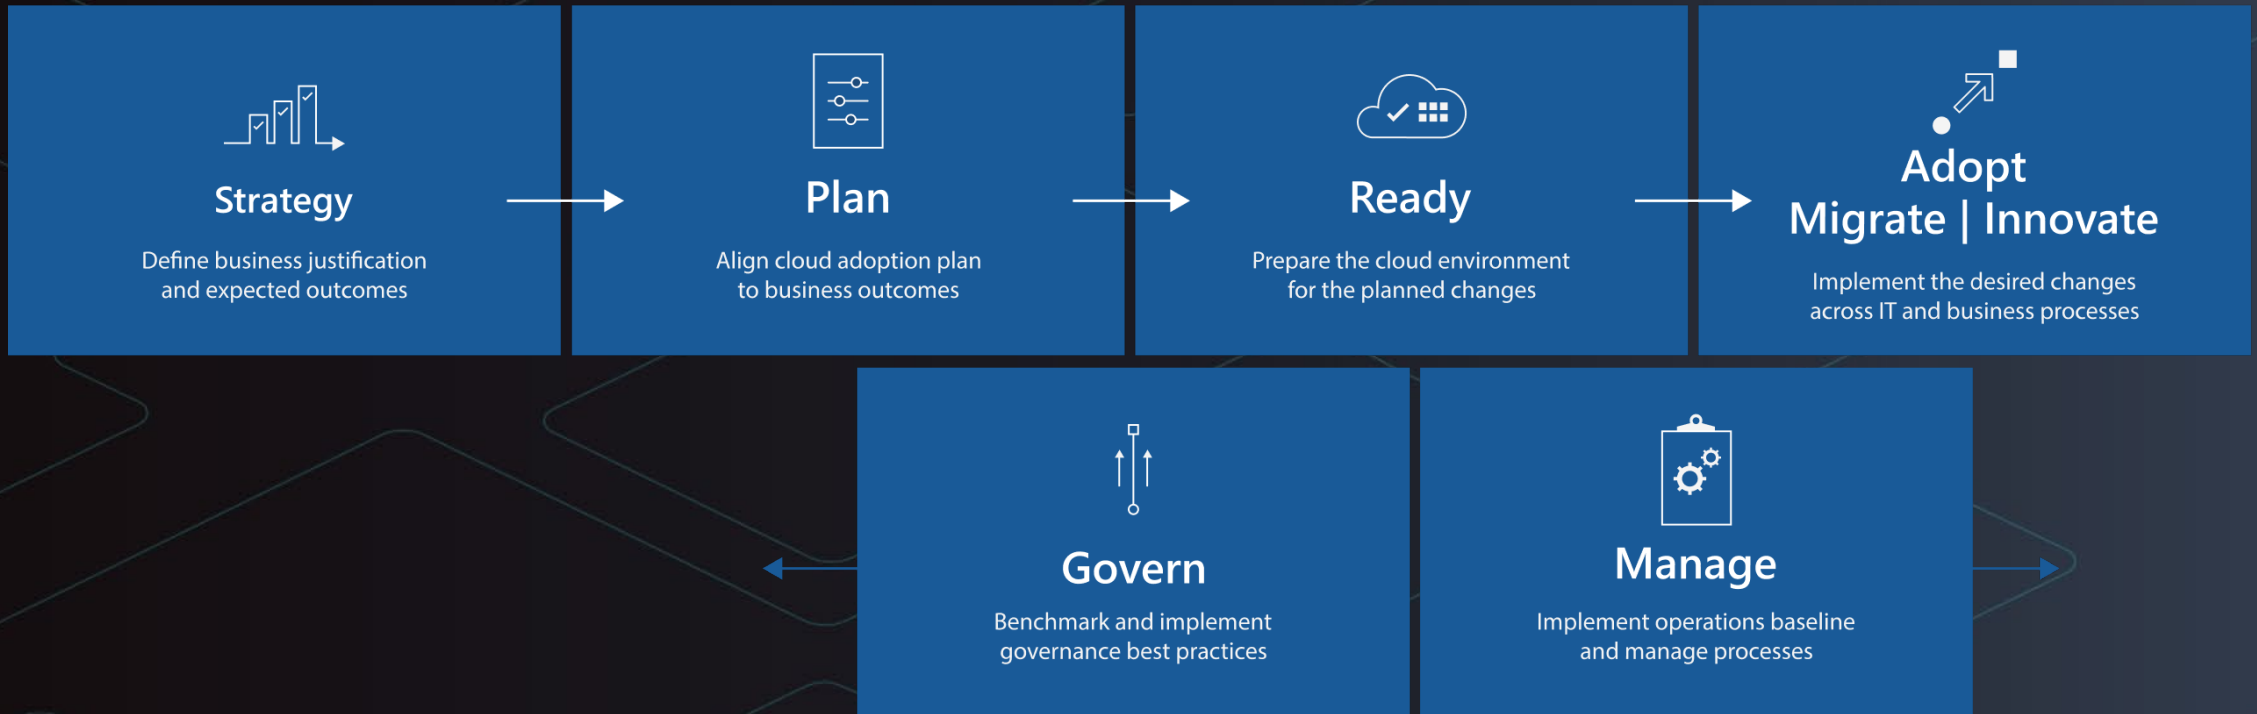 Strategy
Define business justification
and expected outcomes
Plan
Align cloud adoption plan
to business outcomes
Ready
Prepare the cloud environment
for the planned changes
Adopt
Migrate | Innovate
Implement the desired changes
across IT and business processes
Govern
Benchmark and implement
governance best practices
Manage
Implement operations baseline
and manage processes